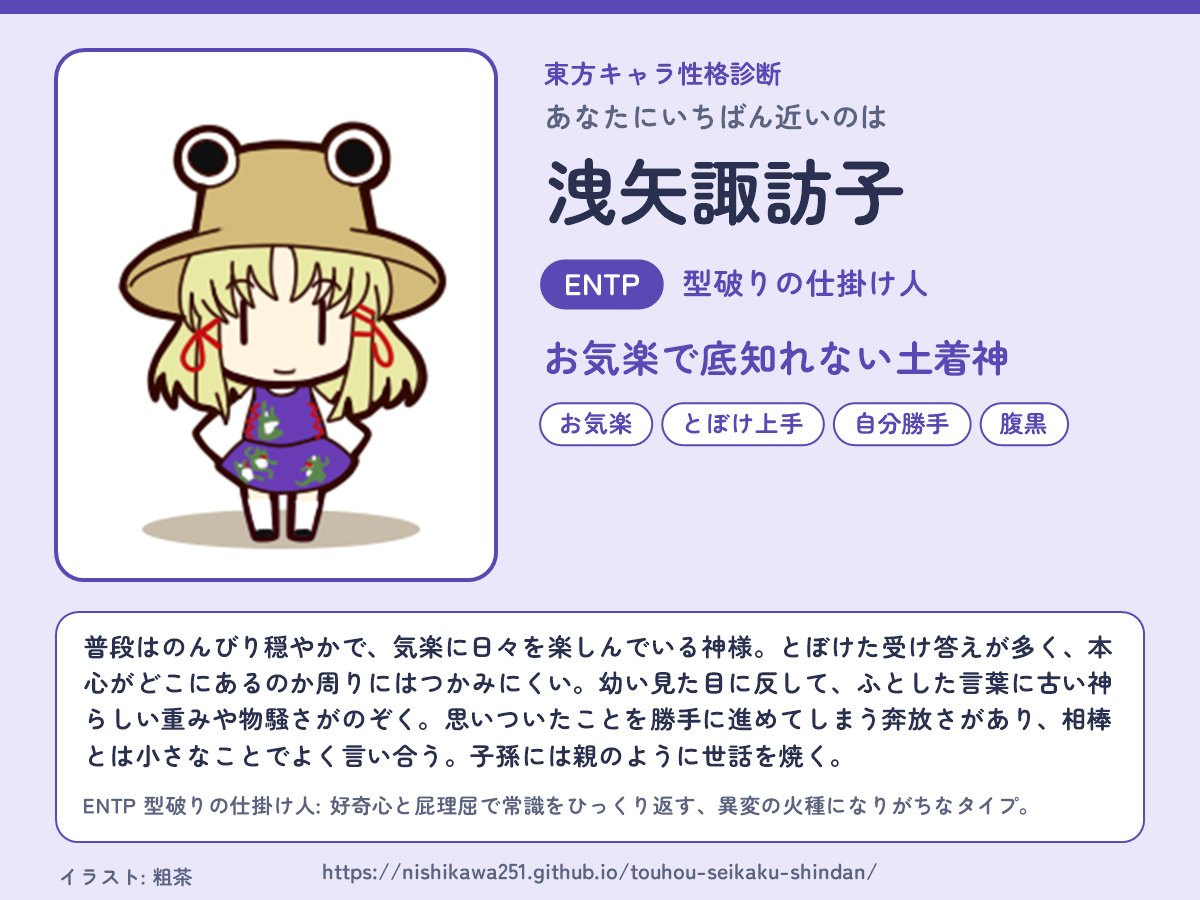 東方キャラ性格診断
あなたにいちばん近いのは
洩矢諏訪子
ENTP 型破りの仕掛け人
お気楽で底知れない土着神
お気楽 とぼけ上手 自分勝手 腹黒
普段はのんびり穏やかで、気楽に日々を楽しんでいる神様。とぼけた受け答えが多く、本
心がどこにあるのか周りにはつかみにくい。幼い見た目に反して、ふとした言葉に古い神
らしい重みや物騒さがのぞく。思いついたことを勝手に進めてしまう奔放さがあり、相棒
とは小さなことでよく言い合う。子孫には親のように世話を焼く。
ENTP 型破りの仕掛け人: 好奇心と屁理屈で常識をひっくり返す、異変の火種になりがちなタイプ。
イラスト: 粗茶 https://nishikawa251.github.io/touhou-seikaku-shindan/